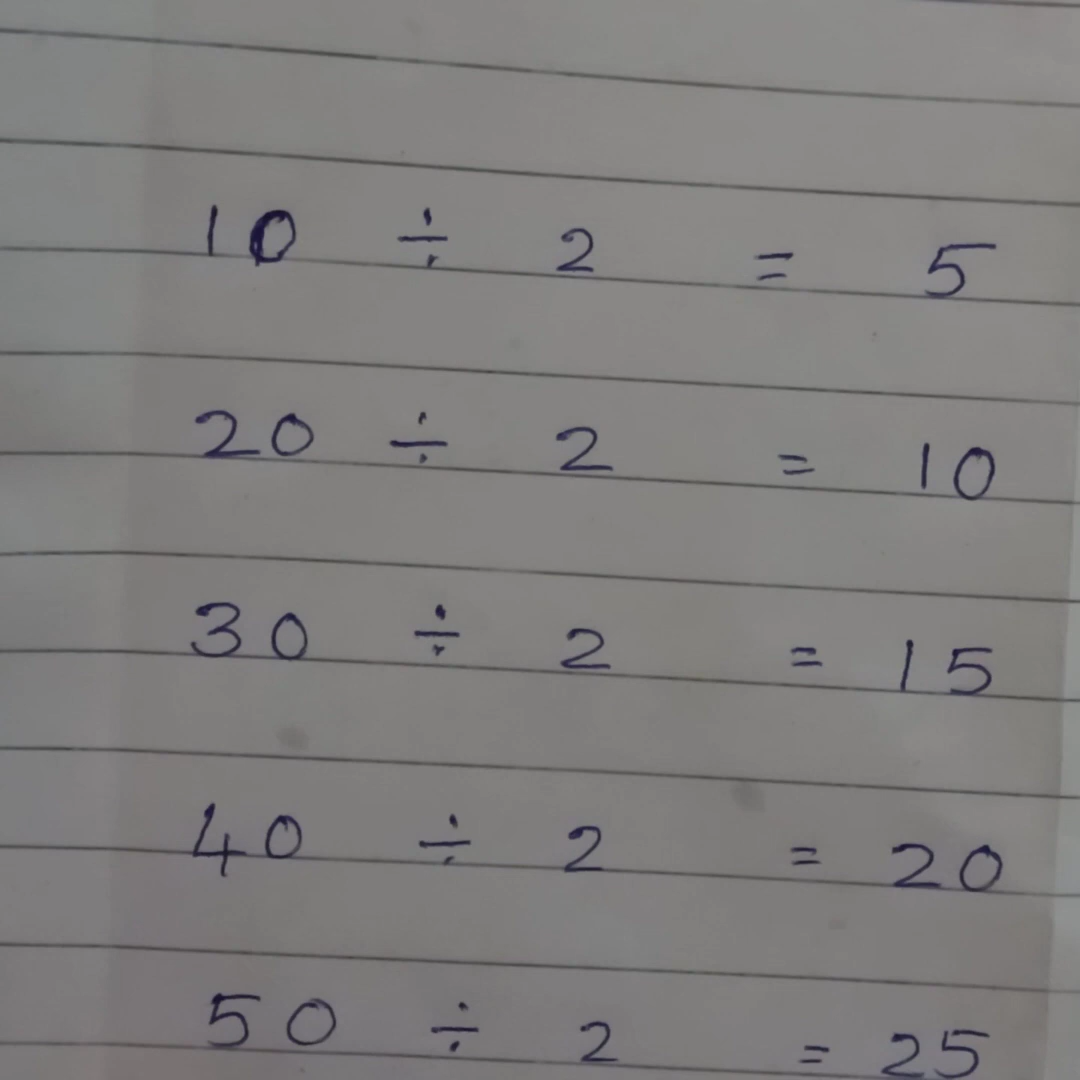 10 ÷ 2 = 5
20 ÷ 2 = 10
30 ÷ 2 = 15
40 ÷ 2 = 20
50 ÷ 2 = 25